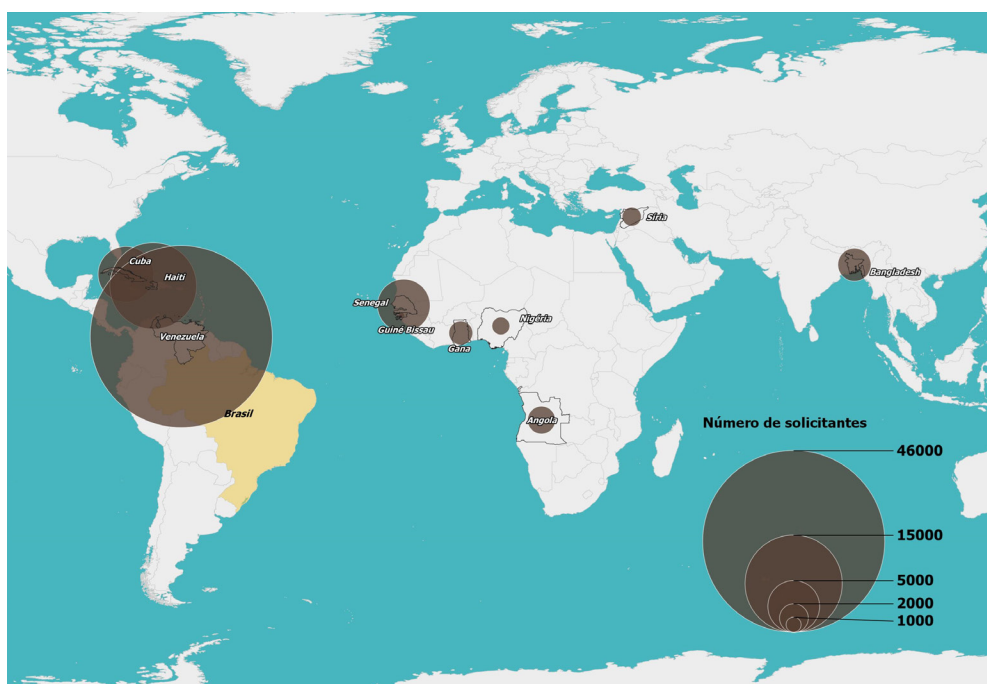 Cuba
Haiti
Venezuela
Brasil
Senegal
Guiné Bissau
Gana
Nigéria
Angola
Síria
Bangladesh
Número de solicitantes
46000
15000
5000
2000
1000